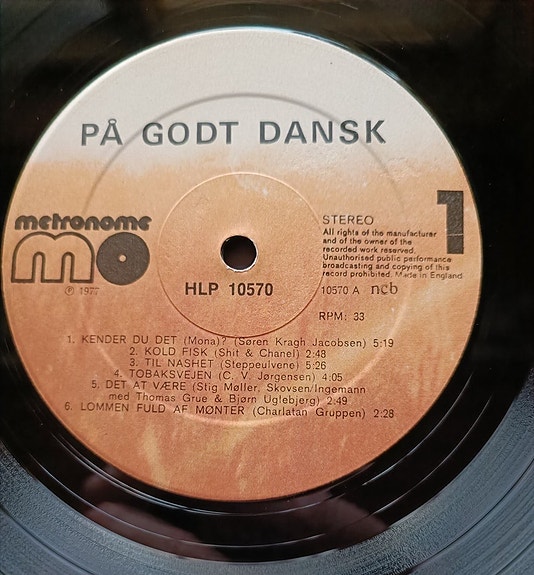 PÅ GODT DANSK
metronome
mo
℗ 1977
HLP 10570
STEREO
All rights of the manufacturer
and of the owner of the
recorded work reserved.
Unauthorised public performance
broadcasting and copying of this
record prohibited. Made in England
1
10570 A ncb
RPM: 33
1. KENDER DU DET (Mona)? (Søren Kragh Jacobsen) 5:19
2. KOLD FISK (Shit & Chanel) 2:48
3. TIL NASHET (Steppeulvene) 5:26
4. TOBAKSVEJEN (C. V. Jørgensen) 4:05
5. DET AT VÆRE (Stig Møller, Skovsen/Ingemann
med Thomas Grue & Bjørn Uglebjerg) 2:49
6. LOMMEN FULD AF MØNTER (Charlatan Gruppen) 2:28